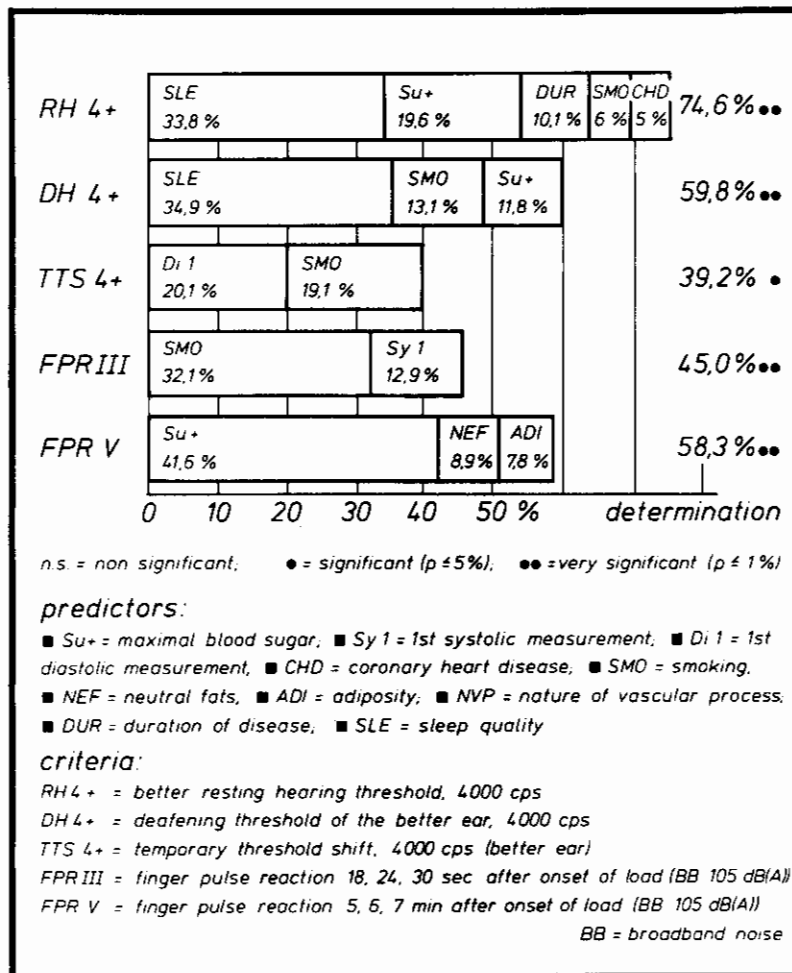 RH 4+ SLE 33,8 % Su+ 19,6 % DUR 10,1 % SMO 6 % CHD 5 % 74,6 %●●
DH 4+ SLE 34,9 % SMO 13,1 % Su+ 11,8 % 59,8%●●
TTS 4+ Di 1 20,1 % SMO 19,1 % 39,2% ●
FPR III SMO 32,1 % Sy 1 12,9% 45,0%●●
FPR V Su+ 41,6 % NEF 8,9% ADI 7,8 % 58,3 %●●
0 10 20 30 40 50 % determination
n.s. = non significant; ● = significant (p ≤ 5%); ●● = very significant (p ≤ 1%)
predictors:
■ Su+ = maximal blood sugar; ■ Sy 1 = 1st systolic measurement; ■ Di 1 = 1st
diastolic measurement, ■ CHD = coronary heart disease; ■ SMO = smoking,
■ NEF = neutral fats, ■ ADI = adiposity; ■ NVP = nature of vascular process;
■ DUR = duration of disease; ■ SLE = sleep quality
criteria:
RH 4 + = better resting hearing threshold, 4000 cps
DH 4+ = deafening threshold of the better ear, 4000 cps
TTS 4+ = temporary threshold shift, 4000 cps (better ear)
FPR III = finger pulse reaction 18, 24, 30 sec after onset of load (BB 105 dB(A))
FPR V = finger pulse reaction 5, 6, 7 min after onset of load (BB 105 dB(A))
BB = broadband noise